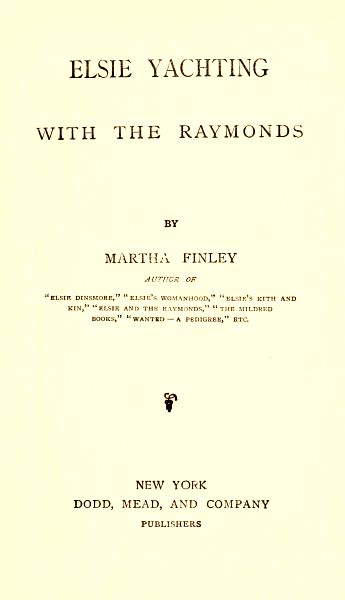 ELSIE YACHTING
WITH THE RAYMONDS
BY
MARTHA FINLEY
AUTHOR OF
"ELSIE DINSMORE," "ELSIE'S WOMANHOOD," "ELSIE'S KITH AND
KIN," "ELSIE AND THE RAYMONDS," "THE MILDRED
BOOKS," "WANTED—A PEDIGREE," ETC.
NEW YORK
DODD, MEAD, AND COMPANY
PUBLISHERS